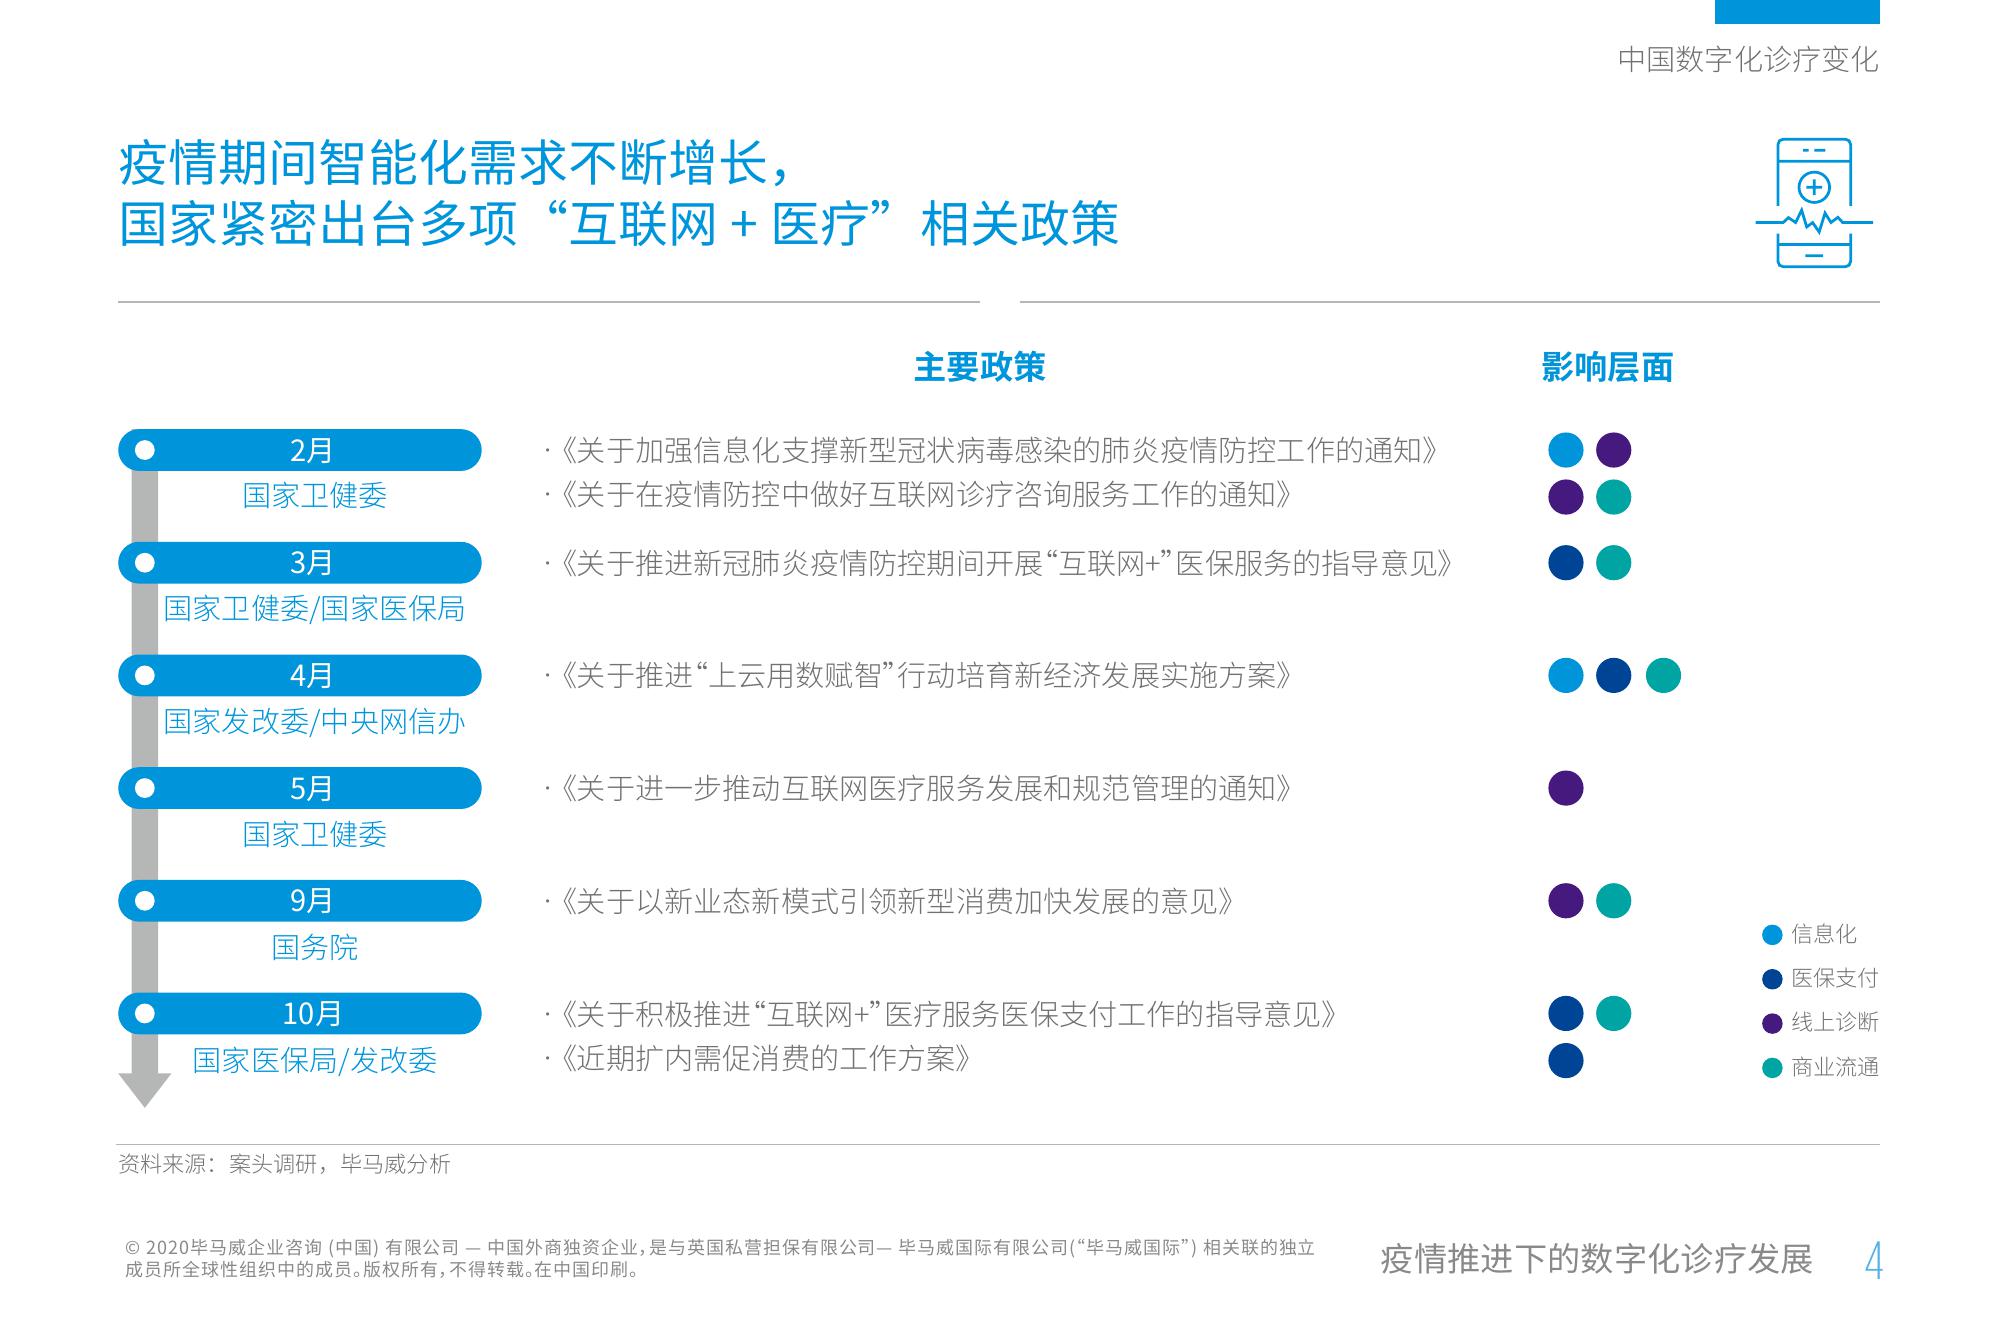 中国数字化诊疗变化
疫情期间智能化需求不断增长，
国家紧密出台多项“互联网 + 医疗”相关政策
主要政策
影响层面
2月
国家卫健委
·《关于加强信息化支撑新型冠状病毒感染的肺炎疫情防控工作的通知》
·《关于在疫情防控中做好互联网诊疗咨询服务工作的通知》
3月
国家卫健委/国家医保局
·《关于推进新冠肺炎疫情防控期间开展“互联网+”医保服务的指导意见》
4月
国家发改委/中央网信办
·《关于推进“上云用数赋智”行动培育新经济发展实施方案》
5月
国家卫健委
·《关于进一步推动互联网医疗服务发展和规范管理的通知》
9月
国务院
·《关于以新业态新模式引领新型消费加快发展的意见》
10月
国家医保局/发改委
·《关于积极推进“互联网+”医疗服务医保支付工作的指导意见》
·《近期扩内需促消费的工作方案》
信息化
医保支付
线上诊断
商业流通
资料来源：案头调研，毕马威分析
© 2020毕马威企业咨询 (中国) 有限公司 — 中国外商独资企业，是与英国私营担保有限公司— 毕马威国际有限公司(“毕马威国际”) 相关联的独立
成员所全球性组织中的成员。版权所有，不得转载。在中国印刷。
疫情推进下的数字化诊疗发展
4